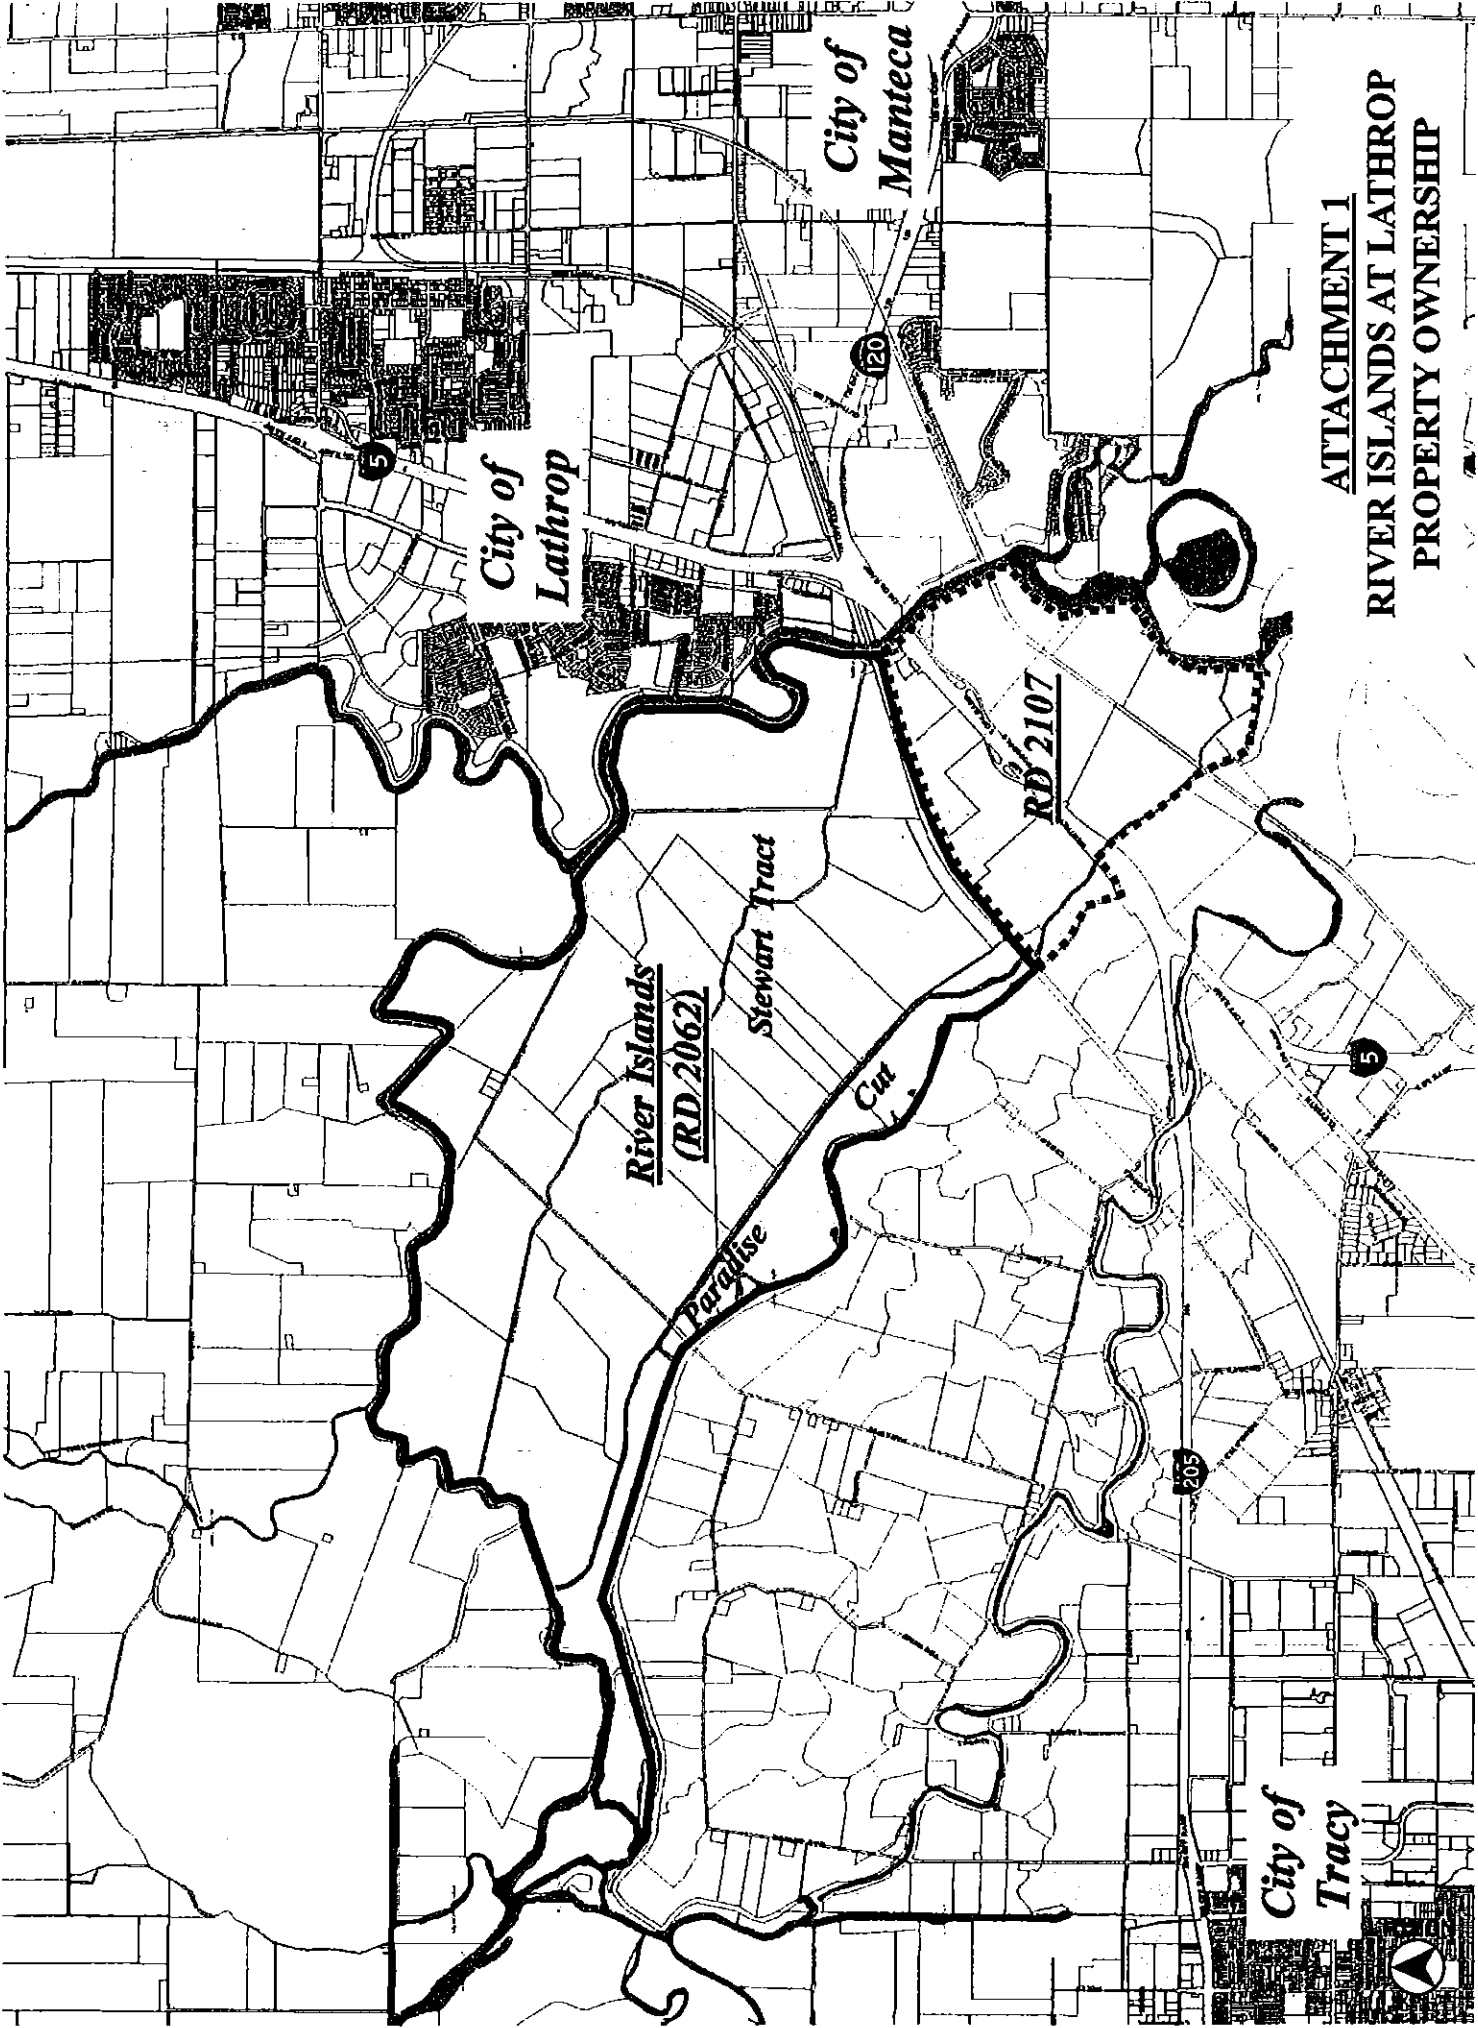 City of
Manteca
City of
Lathrop
5
120
River Islands
(RD 2062)
Stewart Tract
RD 2107
Paradise
Cut
5
205
City of
Tracy
ATTACHMENT 1
RIVER ISLANDS AT LATHROP
PROPERTY OWNERSHIP